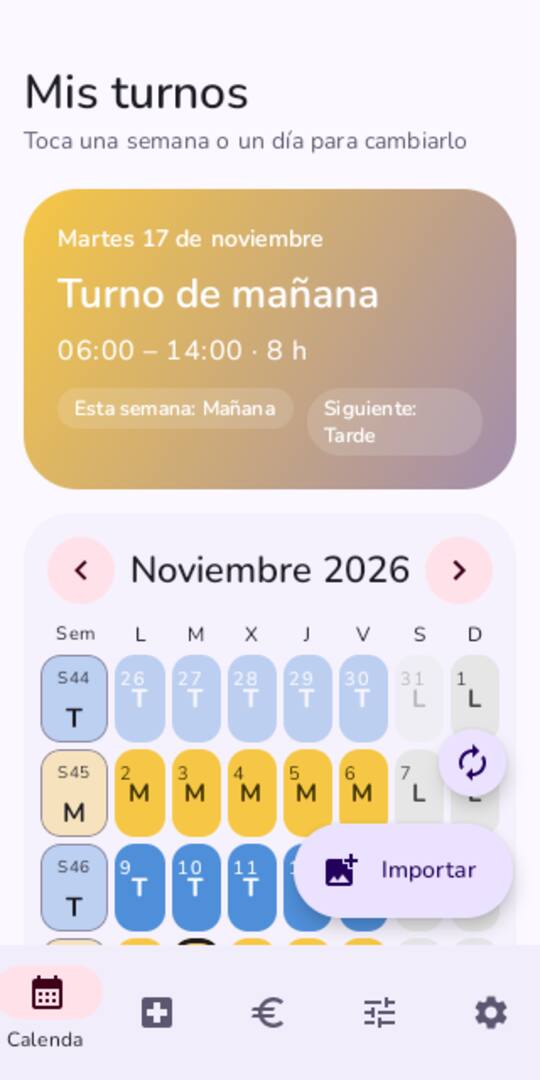 Mis turnos
Toca una semana o un día para cambiarlo
Martes 17 de noviembre
Turno de mañana
06:00 – 14:00 · 8 h
Esta semana: Mañana
Siguiente:
Tarde
Noviembre 2026
Sem L M X J V S D
S44 26 27 28 29 30 31 1
T T T T T T L L
S45 2 3 4 5 6 7
M M M M M M L
S46 9 10 11
T T T T
Importar
Calenda